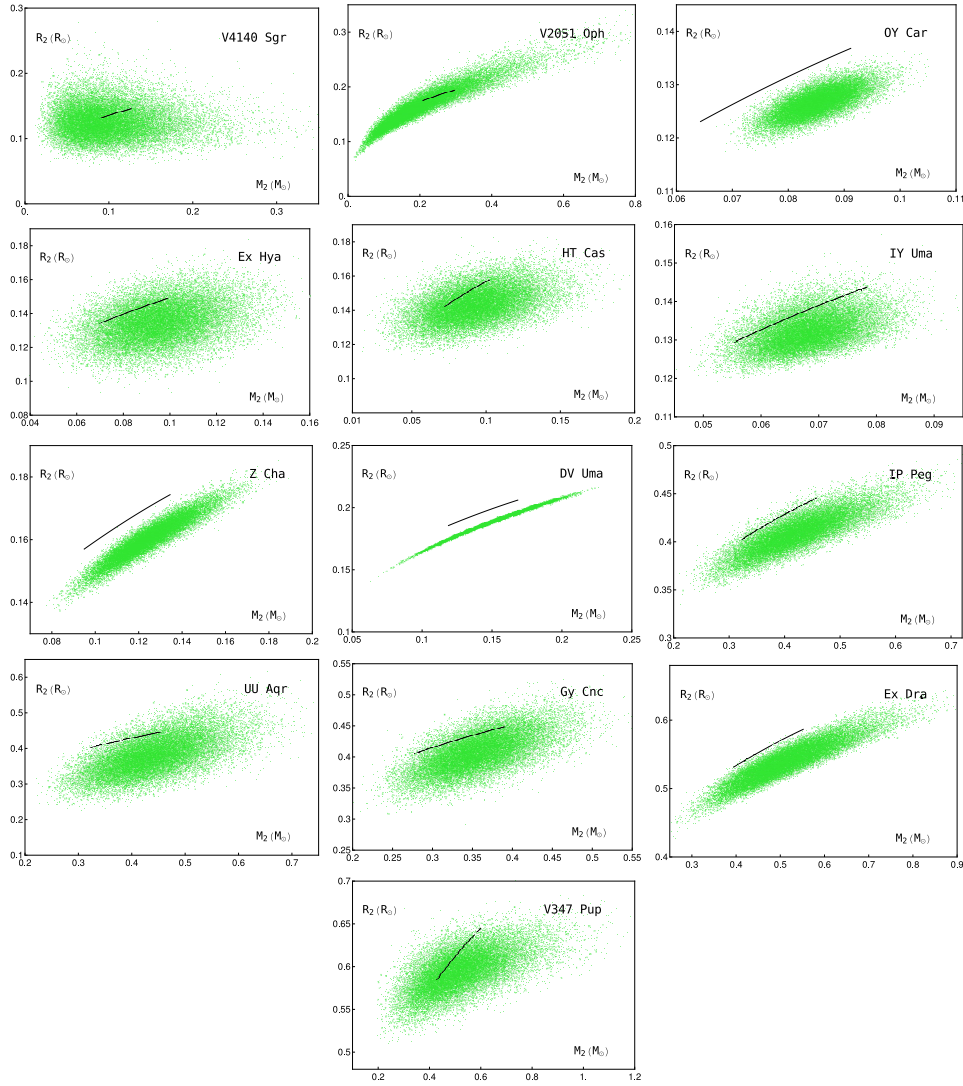 0.3
R₂(R☉)
V4140 Sgr
0.2
0.1
M₂(M☉)
0.
0. 0.1 0.2 0.3
R₂(R☉)
V2051 Oph
0.3
0.2
0.1
M₂(M☉)
0.
0. 0.2 0.4 0.6 0.8
0.14
R₂(R☉)
OY Car
0.13
0.12
M₂(M☉)
0.11
0.06 0.07 0.08 0.09 0.1 0.11
R₂(R☉)
Ex Hya
0.18
0.16
0.14
0.12
0.1
M₂(M☉)
0.08
0.04 0.06 0.08 0.1 0.12 0.14 0.16
R₂(R☉)
HT Cas
0.18
0.16
0.14
0.12
0.1
M₂(M☉)
0.01 0.05 0.1 0.15 0.2
0.16
R₂(R☉)
IY Uma
0.15
0.14
0.13
0.12
M₂(M☉)
0.11
0.05 0.06 0.07 0.08 0.09
R₂(R☉)
Z Cha
0.18
0.16
0.14
M₂(M☉)
0.08 0.1 0.12 0.14 0.16 0.18 0.2
0.25
R₂(R☉)
DV Uma
0.2
0.15
M₂(M☉)
0.1
0.05 0.1 0.15 0.2 0.25
0.5
R₂(R☉)
IP Peg
0.45
0.4
0.35
M₂(M☉)
0.3
0.2 0.3 0.4 0.5 0.6 0.7
0.6
R₂(R☉)
UU Aqr
0.5
0.4
0.3
0.2
M₂(M☉)
0.1
0.2 0.3 0.4 0.5 0.6 0.7
0.55
R₂(R☉)
Gy Cnc
0.5
0.45
0.4
0.35
0.3
M₂(M☉)
0.25
0.2 0.25 0.3 0.35 0.4 0.45 0.5 0.55
R₂(R☉)
Ex Dra
0.6
0.5
M₂(M☉)
0.4
0.3 0.4 0.5 0.6 0.7 0.8 0.9
0.7
R₂(R☉)
V347 Pup
0.65
0.6
0.55
0.5
M₂(M☉)
0.2 0.4 0.6 0.8 1. 1.2